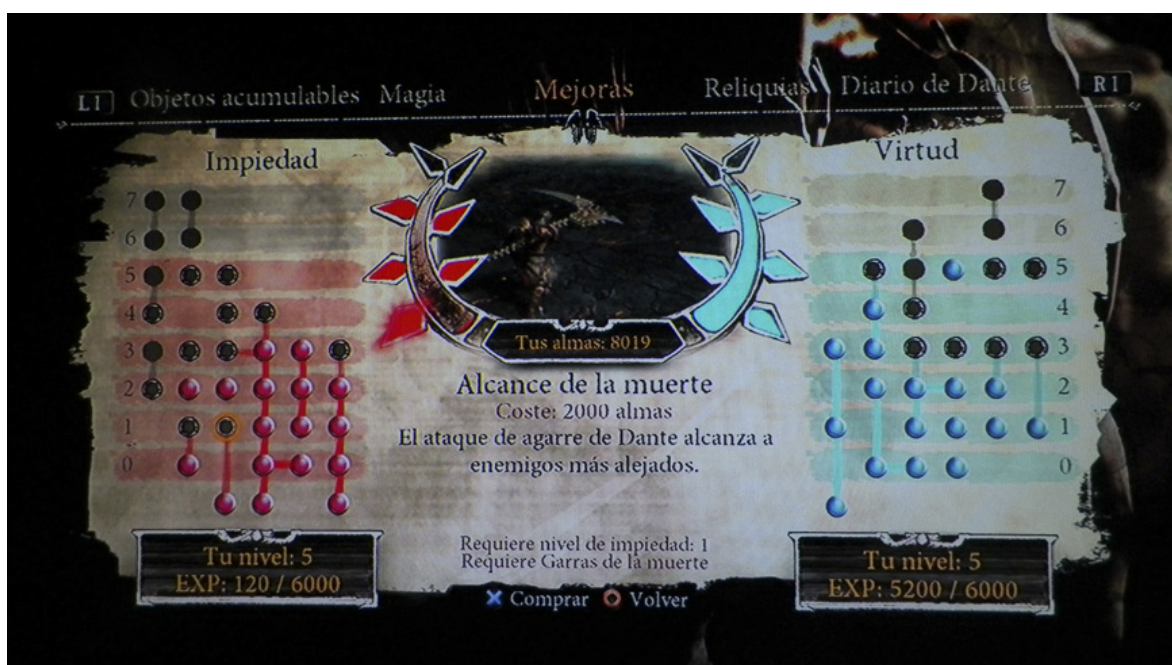 L1 Objetos acumulables Magia Mejoras Reliquias Diario de Dante R1
Impiedad
Virtud
7
6
5
4
3
2
1
0
7
6
5
4
3
2
1
0
Tus almas: 8019
Alcance de la muerte
Coste: 2000 almas
El ataque de agarre de Dante alcanza a
enemigos más alejados.
Requiere nivel de impiedad: 1
Requiere Garras de la muerte
Tu nivel: 5
EXP: 120 / 6000
Tu nivel: 5
EXP: 5200 / 6000
Comprar Volver